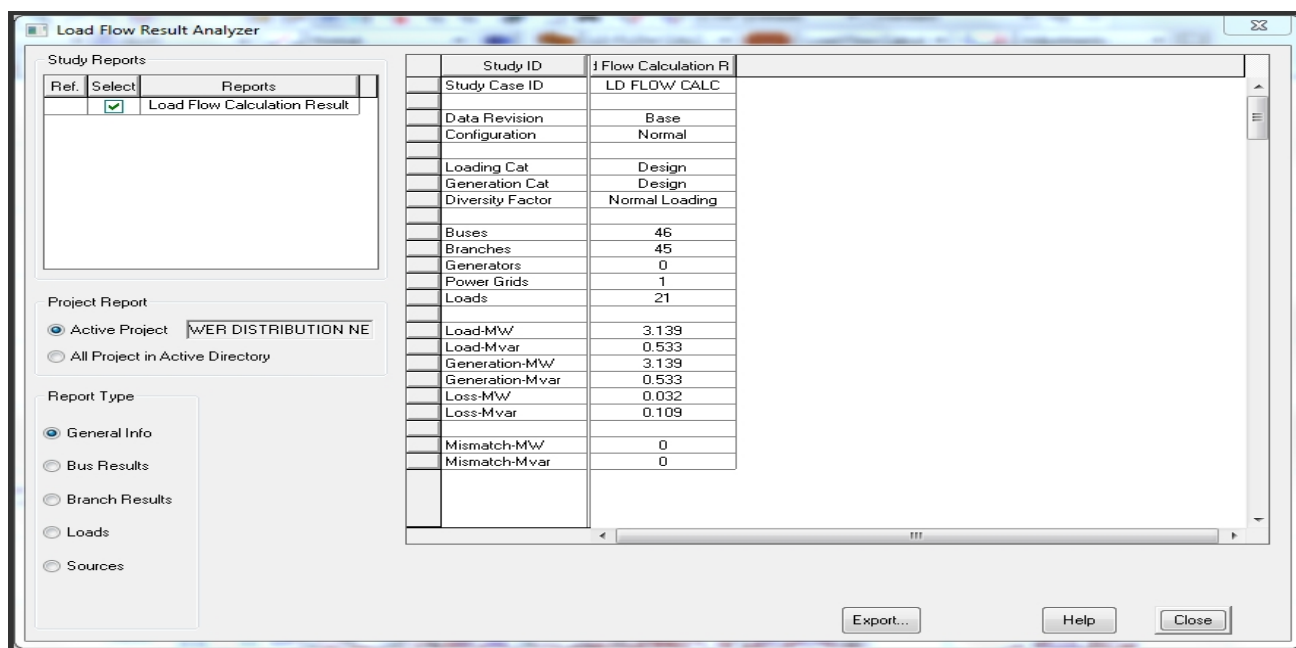 Load Flow Result Analyzer
Study Reports
Ref. Select Reports
Load Flow Calculation Result
Project Report
Active Project WER DISTRIBUTION NE
All Project in Active Directory
Report Type
General Info
Bus Results
Branch Results
Loads
Sources
Study ID d Flow Calculation R
Study Case ID LD FLOW CALC
Data Revision Base
Configuration Normal
Loading Cat Design
Generation Cat Design
Diversity Factor Normal Loading
Buses 46
Branches 45
Generators 0
Power Grids 1
Loads 21
Load-MW 3.139
Load-Mvar 0.533
Generation-MW 3.139
Generation-Mvar 0.533
Loss-MW 0.032
Loss-Mvar 0.109
Mismatch-MW 0
Mismatch-Mvar 0
Export... Help Close